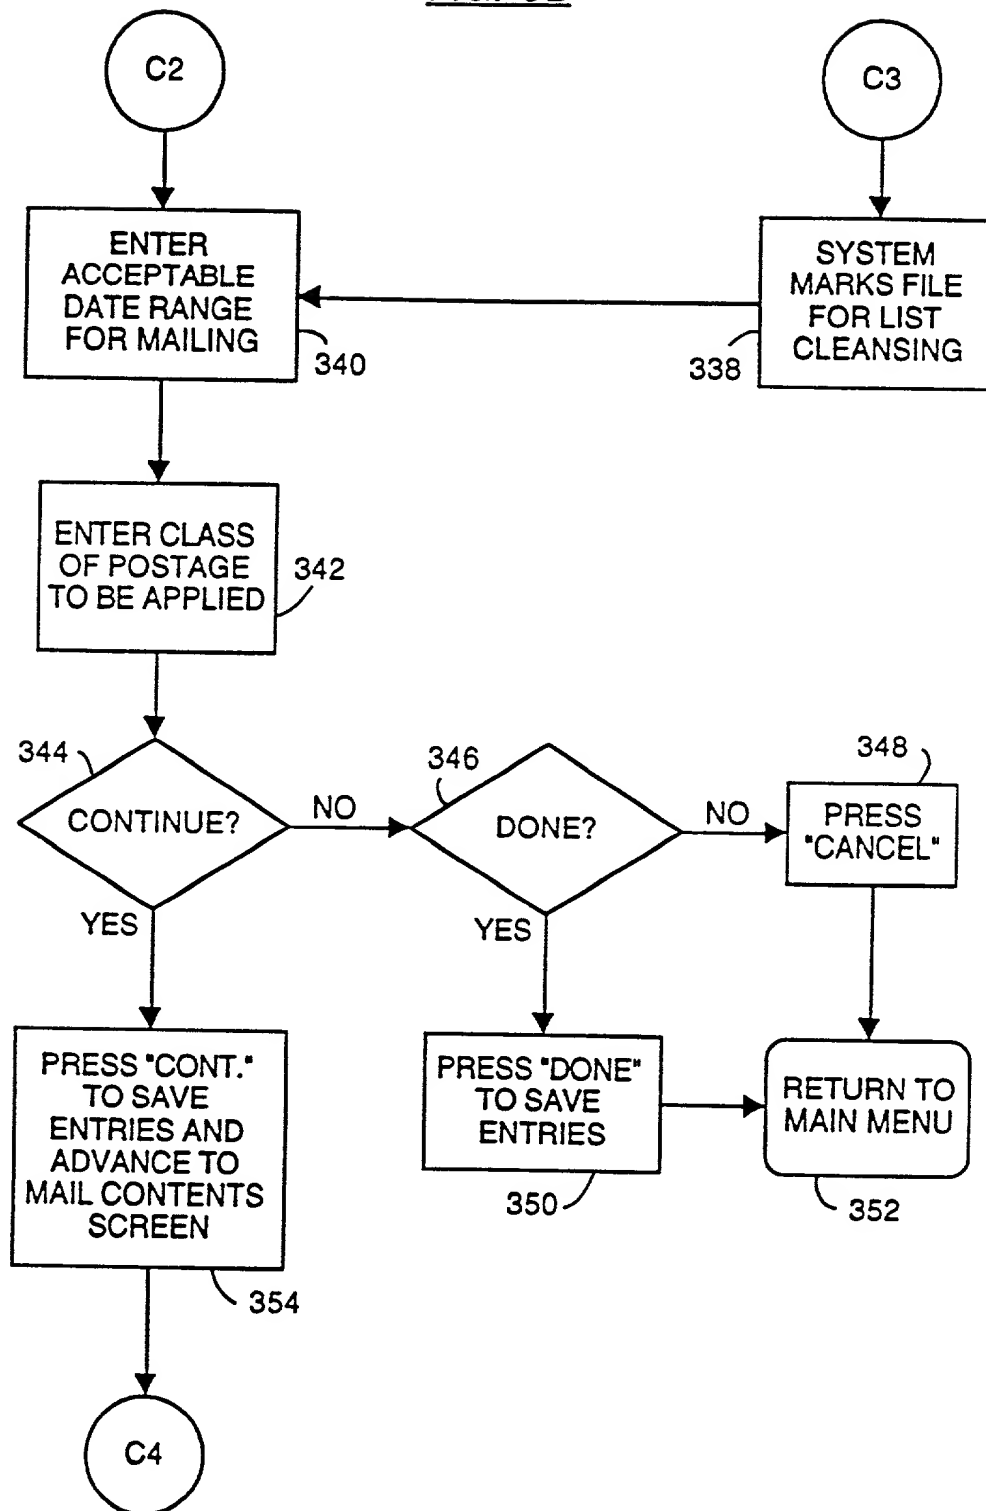 C2
C3
ENTER
ACCEPTABLE
DATE RANGE
FOR MAILING
340
SYSTEM
MARKS FILE
FOR LIST
CLEANSING
338
ENTER CLASS
OF POSTAGE
TO BE APPLIED
342
344
CONTINUE?
NO
YES
346
DONE?
NO
YES
348
PRESS
"CANCEL"
PRESS "CONT."
TO SAVE
ENTRIES AND
ADVANCE TO
MAIL CONTENTS
SCREEN
354
PRESS "DONE"
TO SAVE
ENTRIES
350
RETURN TO
MAIN MENU
352
C4